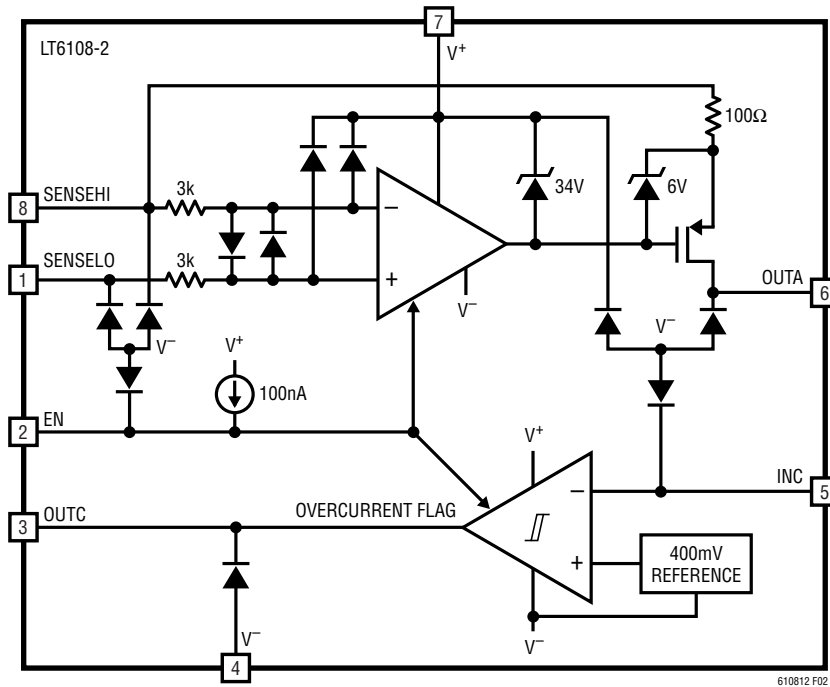 7
LT6108-2
V+
100Ω
34V
6V
8
SENSEHI
3k
−
1
SENSELO
3k
+
V−
OUTA
6
V−
V−
V+
100nA
2
EN
V+
INC
5
3
OUTC
OVERCURRENT FLAG
−
+
400mV
REFERENCE
V−
V−
4
610812 F02